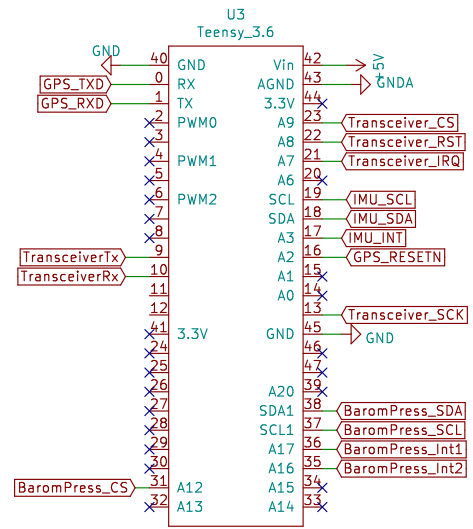 U3
Teensy_3.6
GND 40 GND Vin 42 +5V
GPS_TXD 0 RX AGND 43 GNDA
GPS_RXD 1 TX 3.3V 44
2 PWM0 A9 23 Transceiver_CS
3 A8 22 Transceiver_RST
4 PWM1 A7 21 Transceiver_IRQ
5 A6 20
6 PWM2 SCL 19 IMU_SCL
7 SDA 18 IMU_SDA
8 A3 17 IMU_INT
TransceiverTx 9 A2 16 GPS_RESETN
TransceiverRx 10 A1 15
11 A0 14
12 13 Transceiver_SCK
41 3.3V GND 45 GND
24 46
25 47
26 A20 39
27 SDA1 38 BaromPress_SDA
28 SCL1 37 BaromPress_SCL
29 A17 36 BaromPress_Int1
30 A16 35 BaromPress_Int2
BaromPress_CS 31 A12 A15 34
32 A13 A14 33